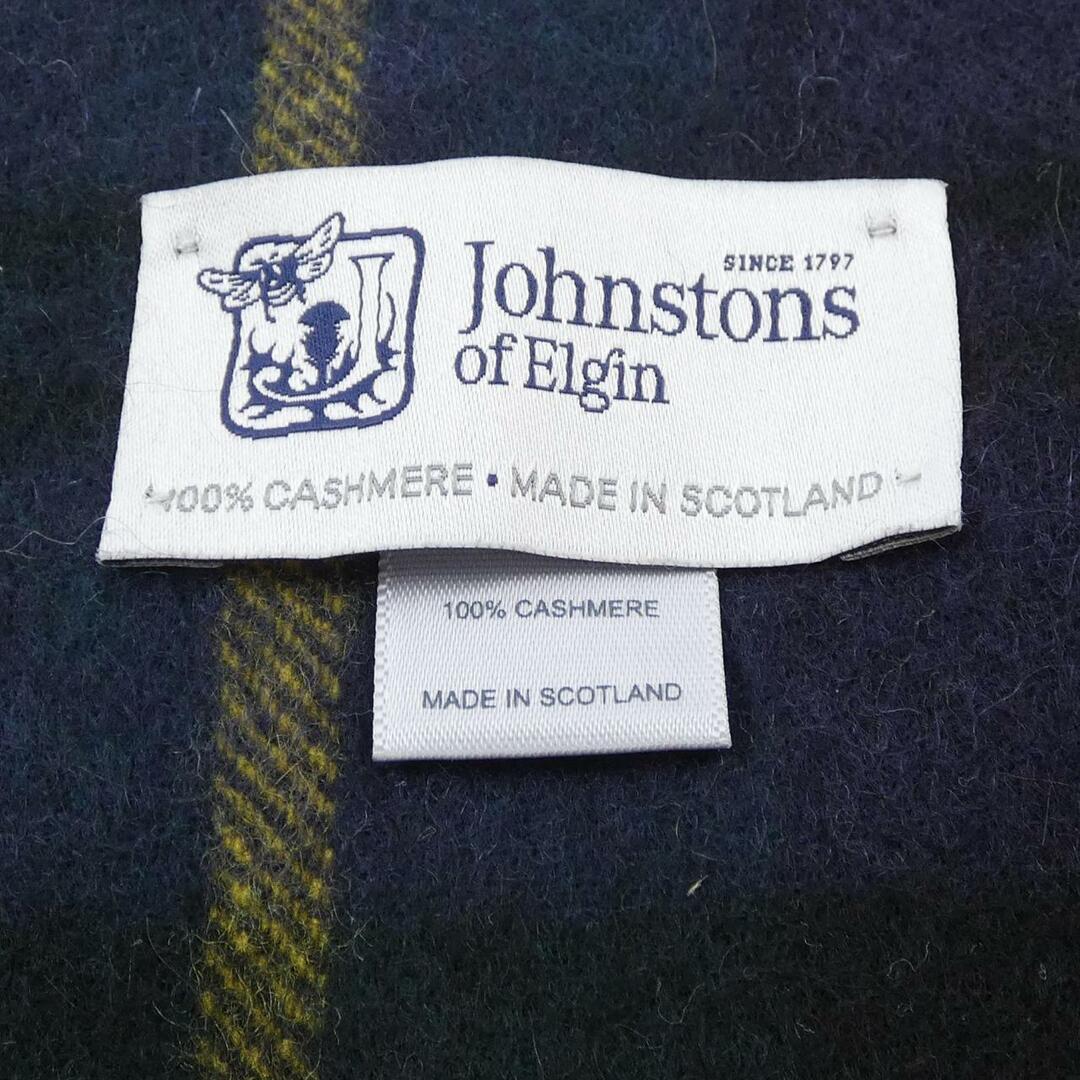 SINCE 1797
Johnstons
of Elgin
100% CASHMERE • MADE IN SCOTLAND
100% CASHMERE
MADE IN SCOTLAND